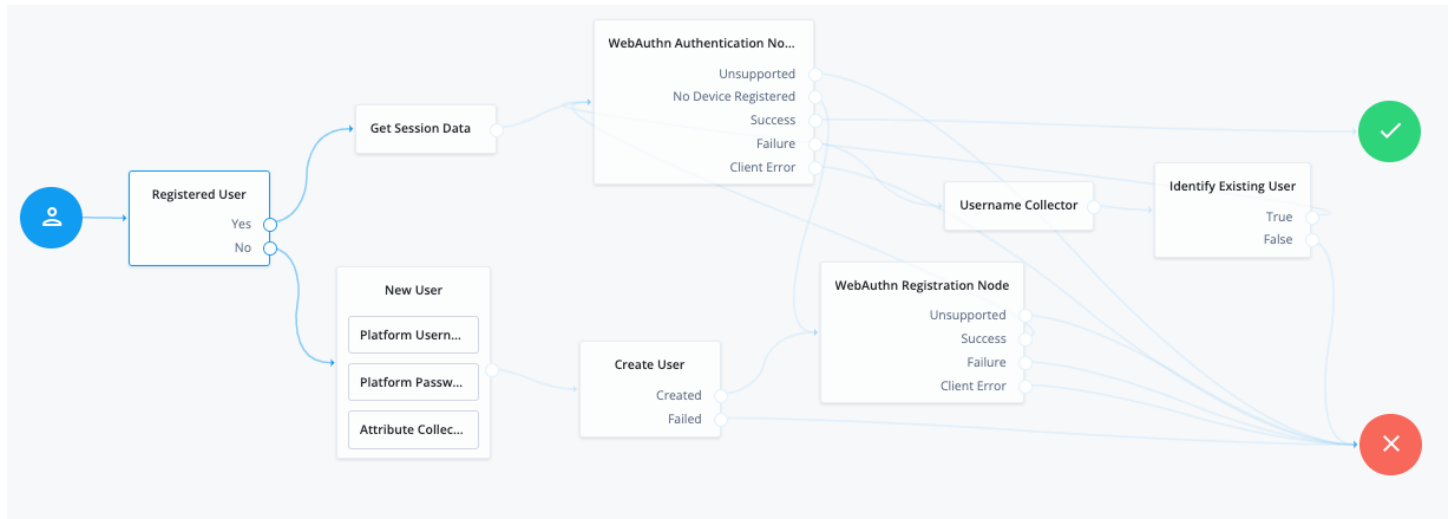 Registered User
Yes
No
Get Session Data
New User
Platform Usern...
Platform Passw...
Attribute Collec...
Create User
Created
Failed
WebAuthn Authentication No...
Unsupported
No Device Registered
Success
Failure
Client Error
WebAuthn Registration Node
Unsupported
Success
Failure
Client Error
Username Collector
Identify Existing User
True
False